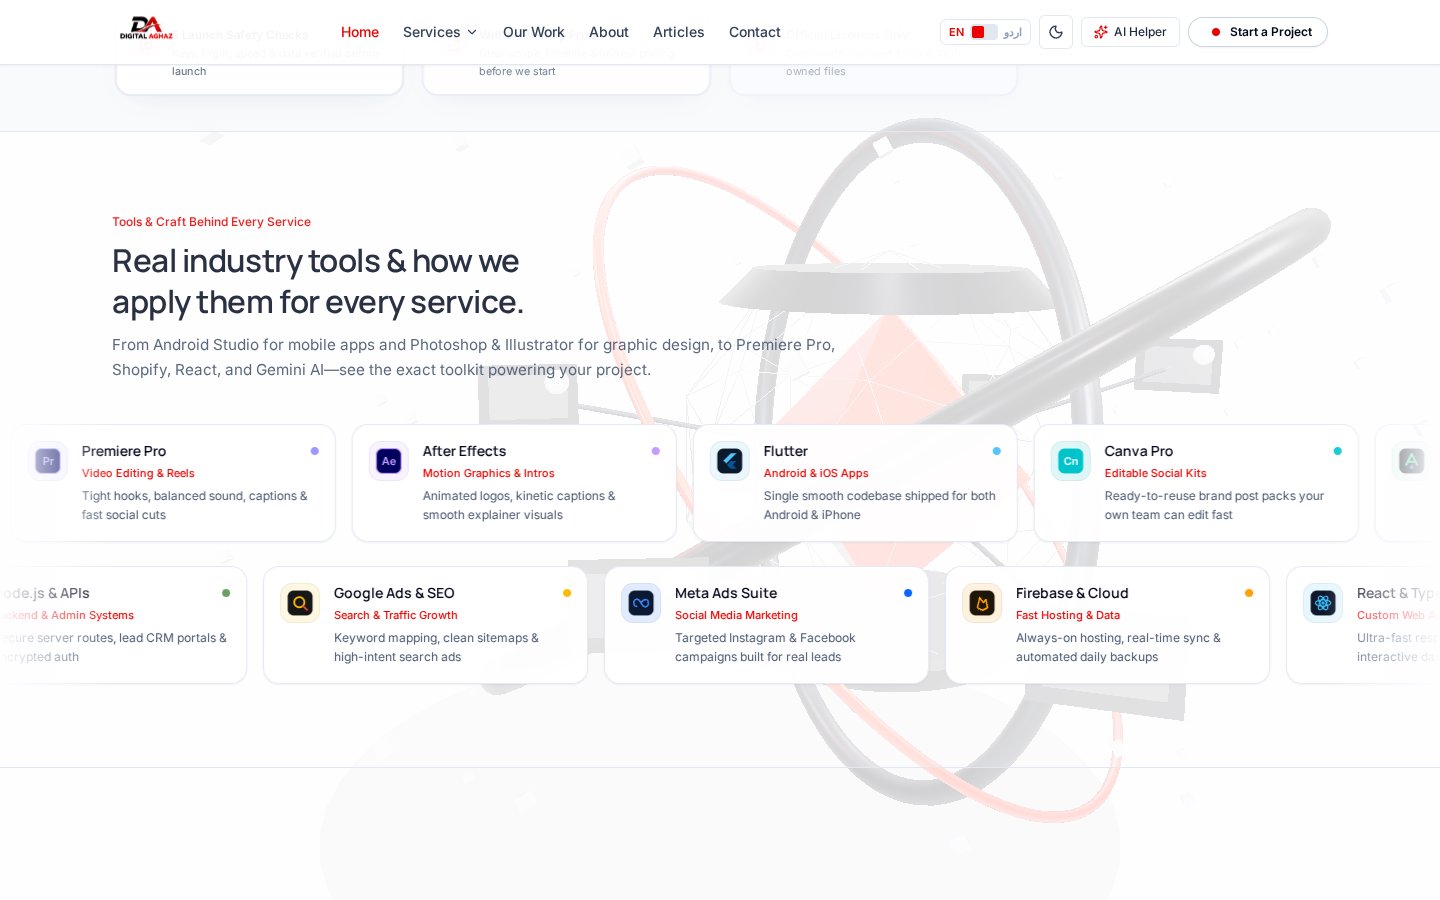 DA
DIGITAL AGHAZ
Home
Services
Our Work
About
Articles
Contact
EN
اردو
AI Helper
Start a Project
Launch Safety Checks
launch
before we start
owned files
Tools & Craft Behind Every Service
Real industry tools & how we
apply them for every service.
From Android Studio for mobile apps and Photoshop & Illustrator for graphic design, to Premiere Pro,
Shopify, React, and Gemini AI—see the exact toolkit powering your project.
Pr
Premiere Pro
Video Editing & Reels
Tight hooks, balanced sound, captions &
fast social cuts
Ae
After Effects
Motion Graphics & Intros
Animated logos, kinetic captions &
smooth explainer visuals
Flutter
Android & iOS Apps
Single smooth codebase shipped for both
Android & iPhone
Cn
Canva Pro
Editable Social Kits
Ready-to-reuse brand post packs your
own team can edit fast
ode.js & APIs
ckend & Admin Systems
ecure server routes, lead CRM portals &
ncrypted auth
Google Ads & SEO
Search & Traffic Growth
Keyword mapping, clean sitemaps &
high-intent search ads
Meta Ads Suite
Social Media Marketing
Targeted Instagram & Facebook
campaigns built for real leads
Firebase & Cloud
Fast Hosting & Data
Always-on hosting, real-time sync &
automated daily backups
React & Typ
Custom Web A
Ultra-fast resp
interactive da